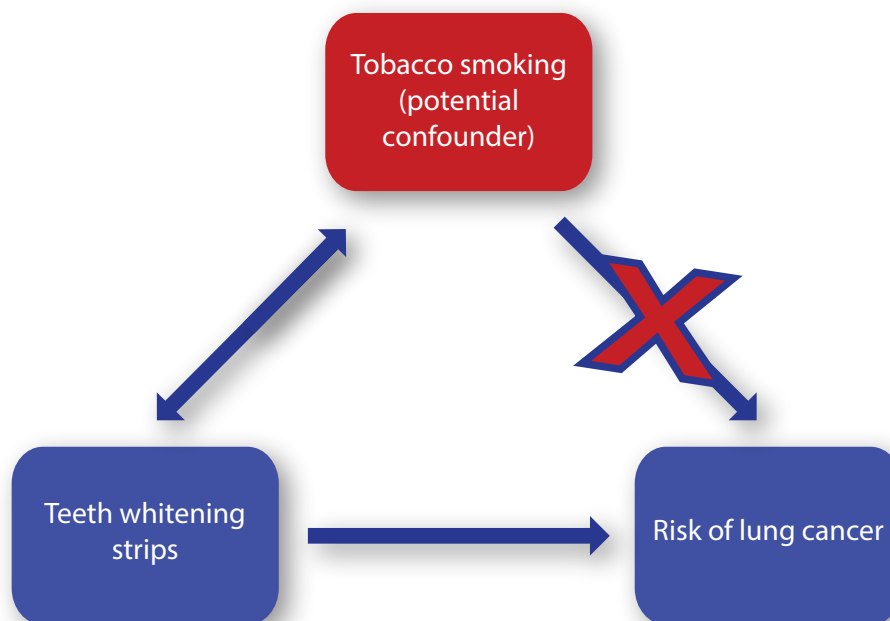 Tobacco smoking
(potential
confounder)
Teeth whitening
strips
Risk of lung cancer